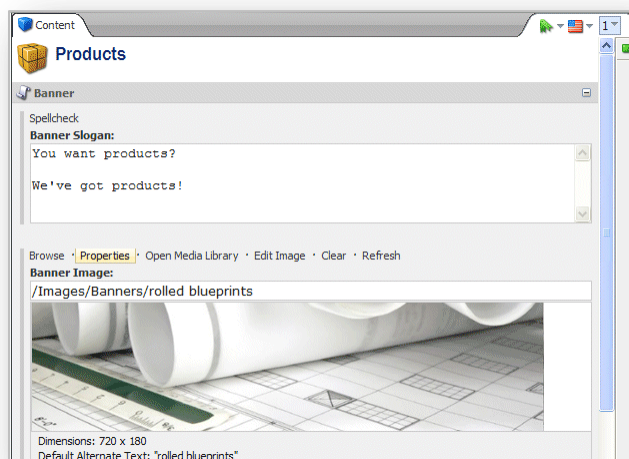 Content
1
Products
Banner
Spellcheck
Banner Slogan:
You want products?
We've got products!
Browse · Properties · Open Media Library · Edit Image · Clear · Refresh
Banner Image:
/Images/Banners/rolled blueprints
Dimensions: 720 x 180
Default Alternate Text: "rolled blueprints"